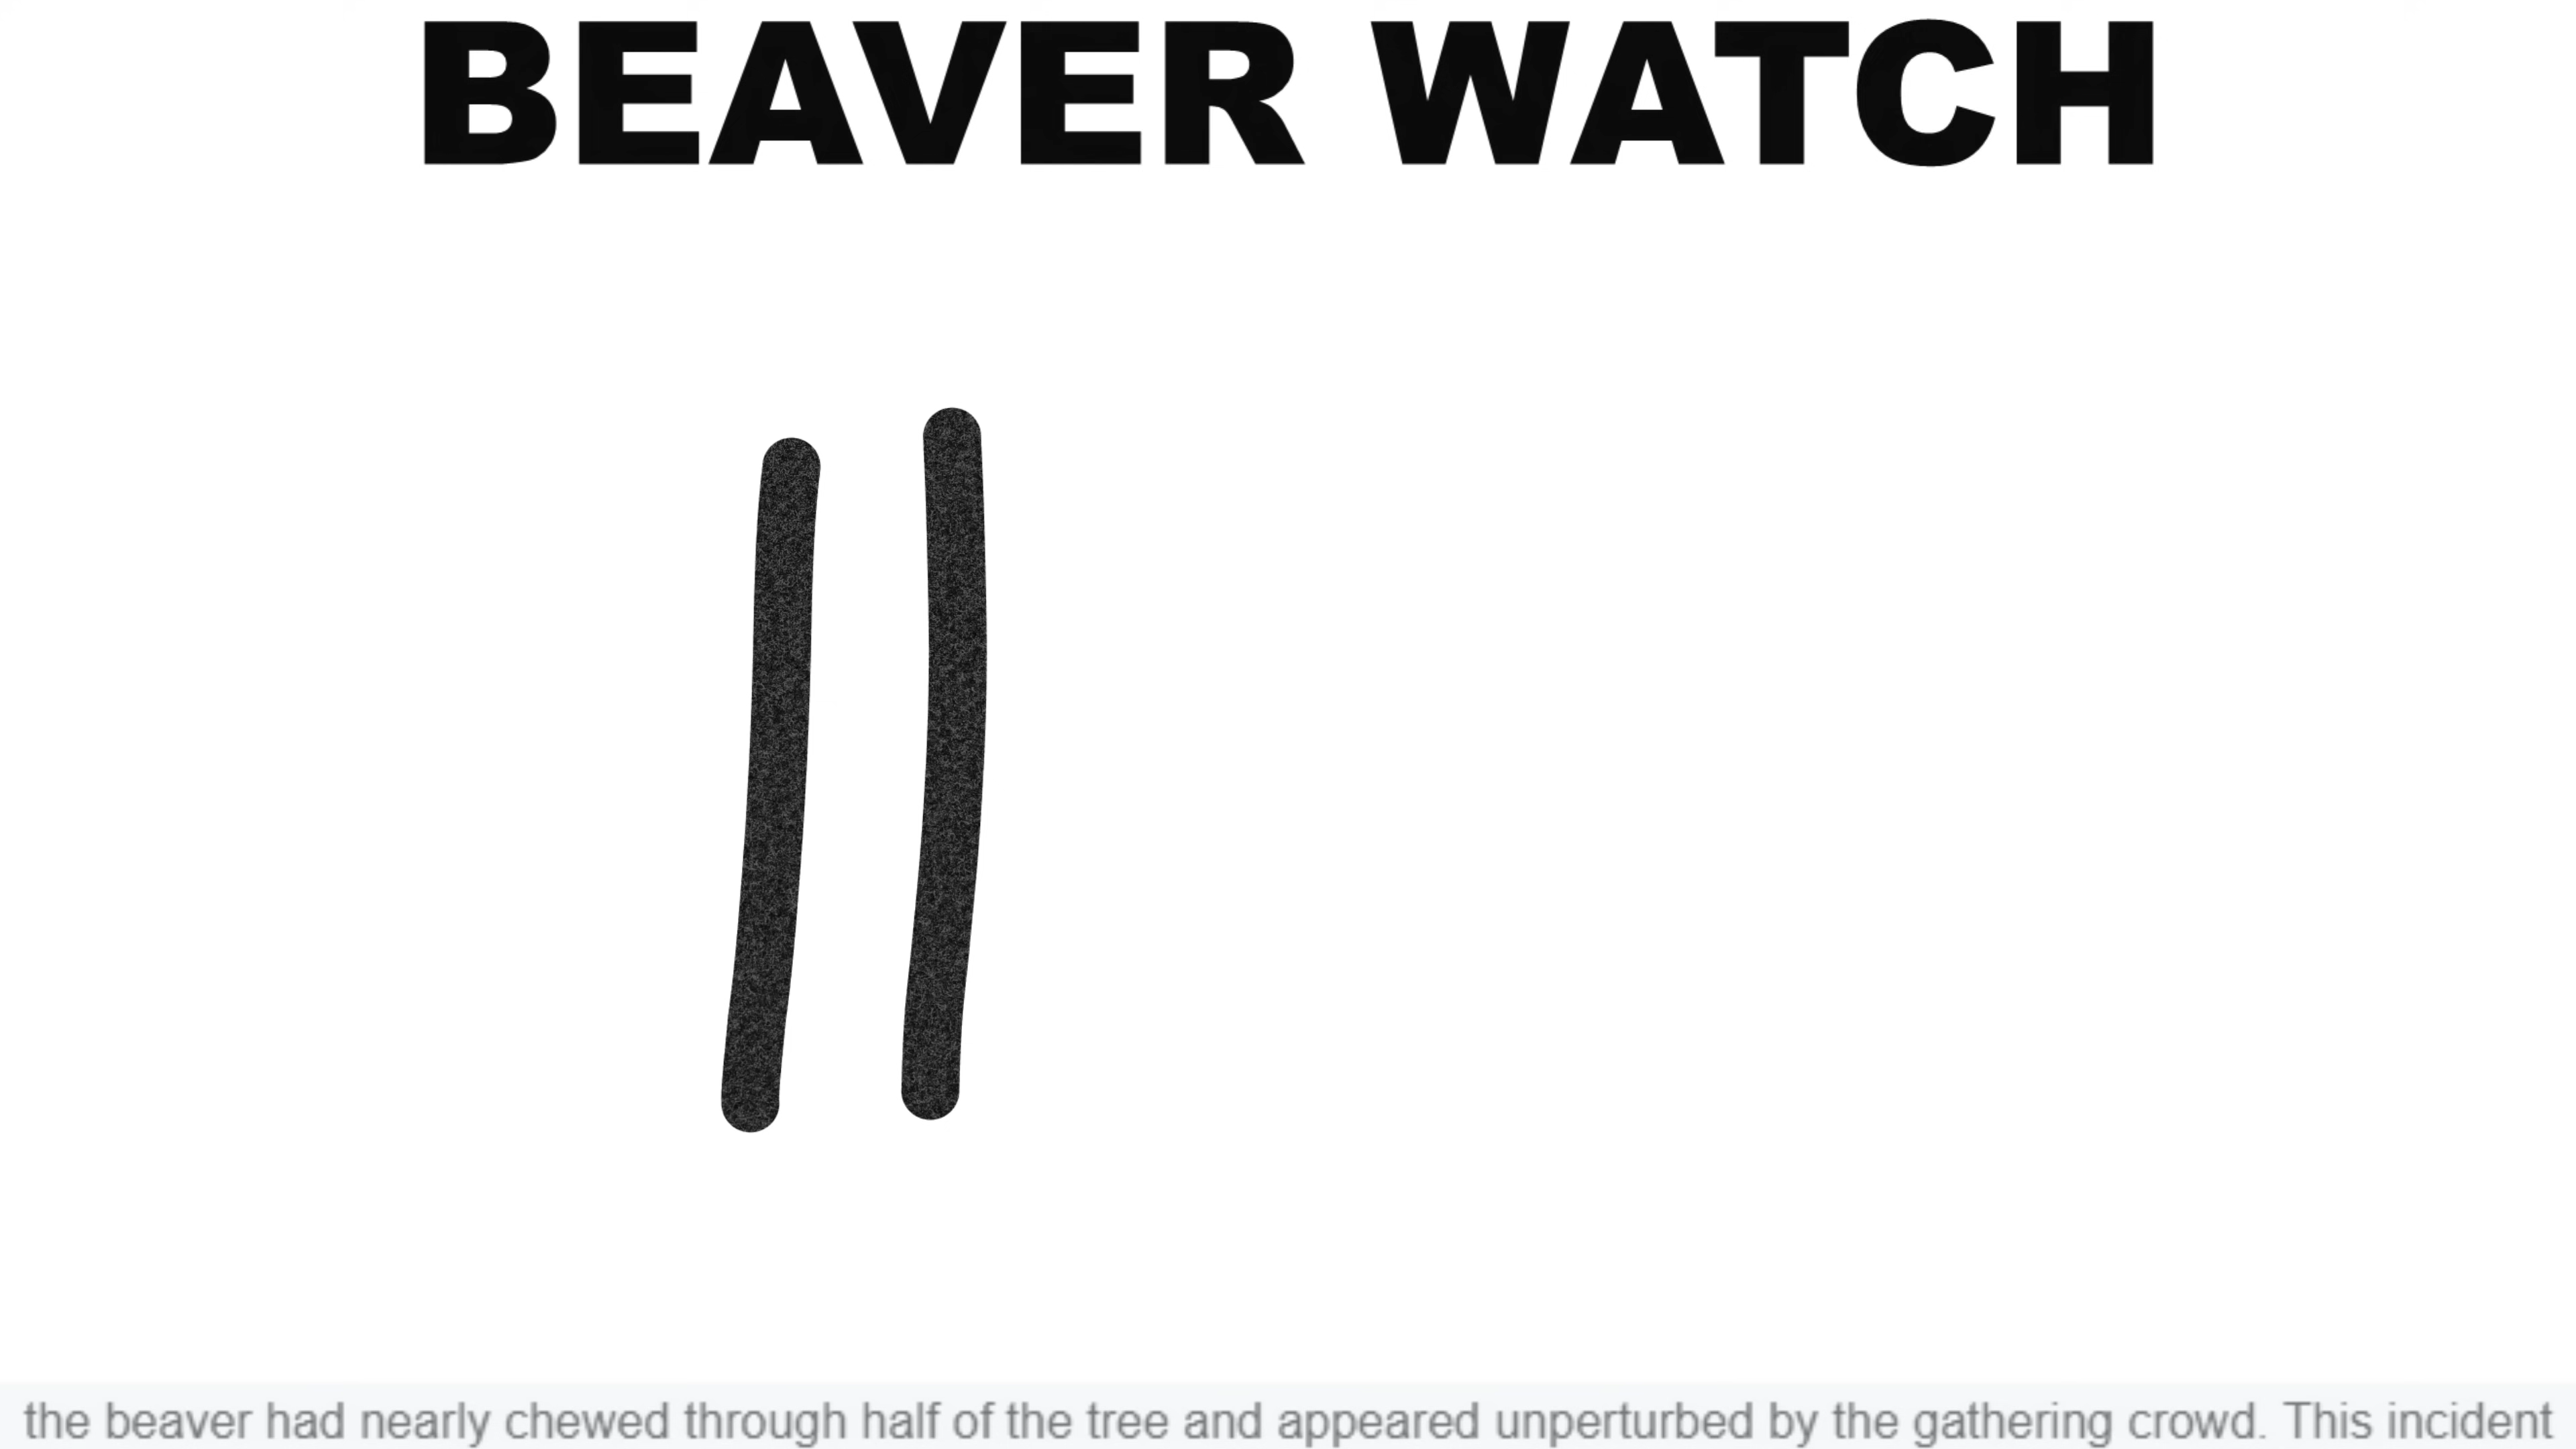 BEAVER WATCH
the beaver had nearly chewed through half of the tree and appeared unperturbed by the gathering crowd. This incident